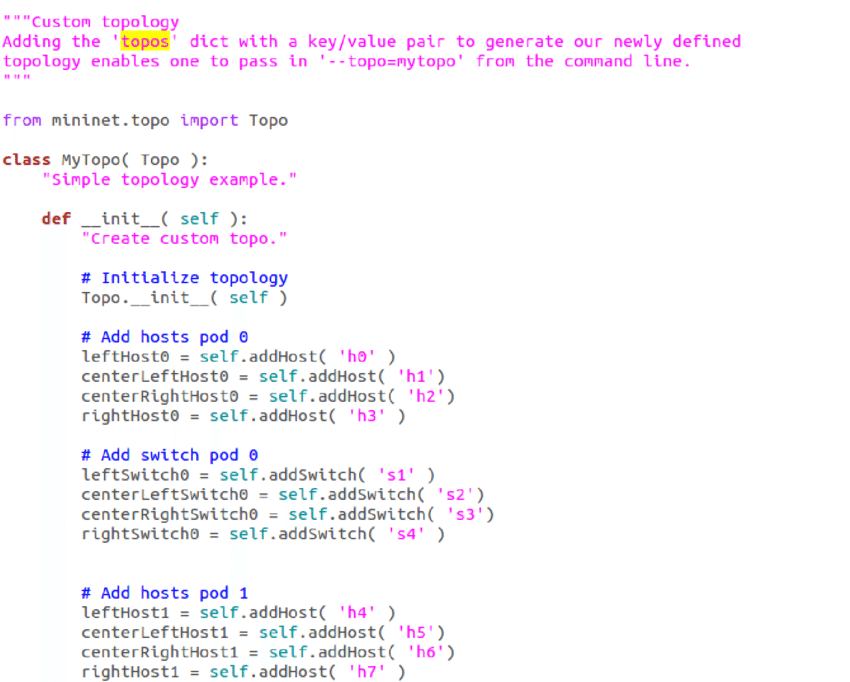 """Custom topology
Adding the 'topos' dict with a key/value pair to generate our newly defined
topology enables one to pass in '--topo=mytopo' from the command line.
"""
from mininet.topo import Topo
class MyTopo( Topo ):
"Simple topology example."
def __init__( self ):
"Create custom topo."
# Initialize topology
Topo.__init__( self )
# Add hosts pod 0
leftHost0 = self.addHost( 'h0' )
centerLeftHost0 = self.addHost( 'h1')
centerRightHost0 = self.addHost( 'h2')
rightHost0 = self.addHost( 'h3' )
# Add switch pod 0
leftSwitch0 = self.addSwitch( 's1' )
centerLeftSwitch0 = self.addSwitch( 's2')
centerRightSwitch0 = self.addSwitch( 's3')
rightSwitch0 = self.addSwitch( 's4' )
# Add hosts pod 1
leftHost1 = self.addHost( 'h4' )
centerLeftHost1 = self.addHost( 'h5')
centerRightHost1 = self.addHost( 'h6')
rightHost1 = self.addHost( 'h7' )